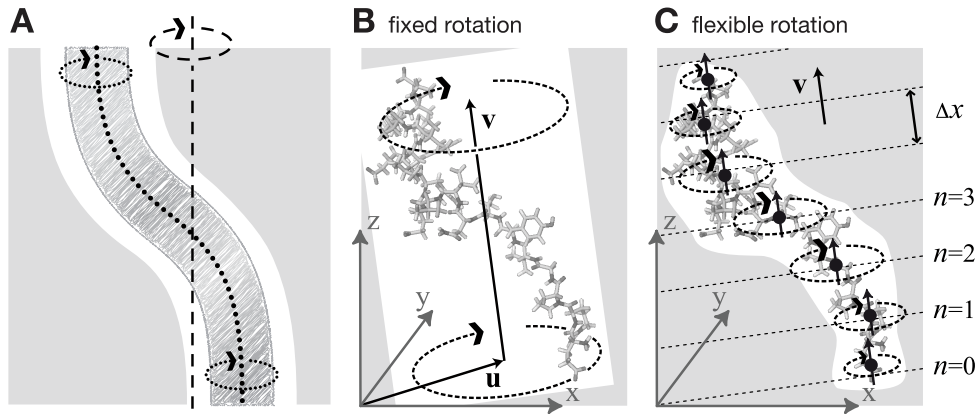 A
B fixed rotation
C flexible rotation
v
u
z
y
x
v
Δx
n=3
n=2
n=1
n=0
z
y
x